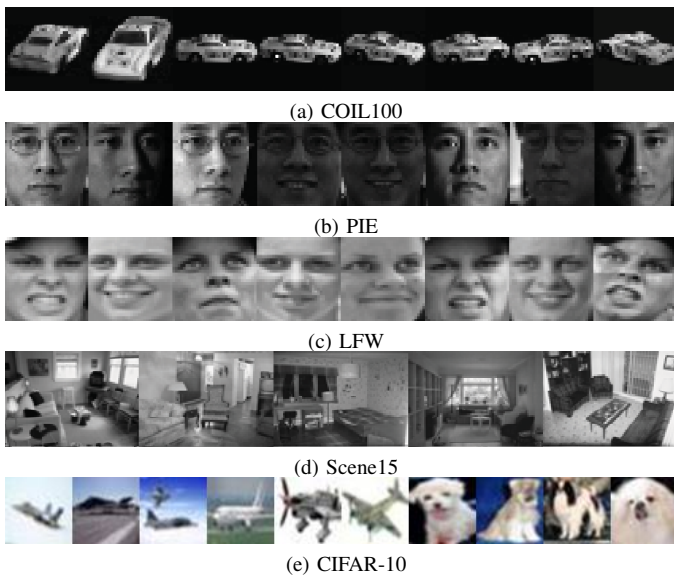 (a) COIL100
(b) PIE
(c) LFW
(d) Scene15
(e) CIFAR-10